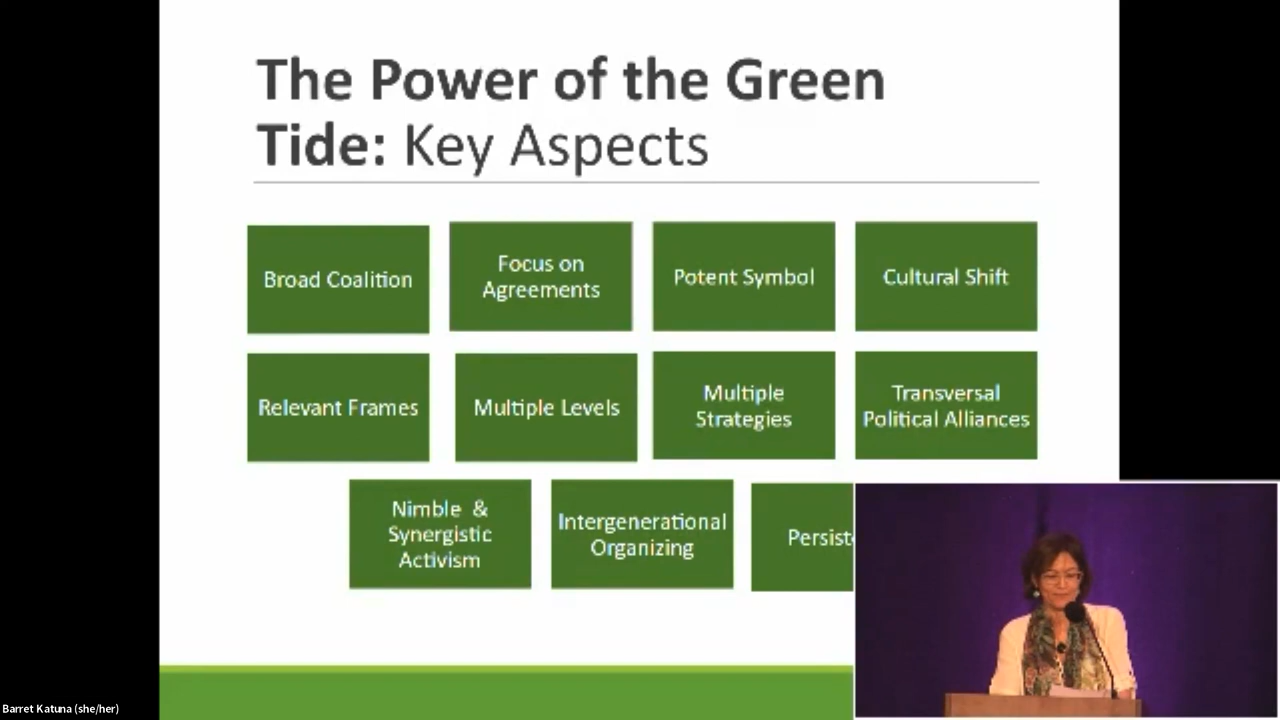 The Power of the Green
Tide: Key Aspects
Broad Coalition
Focus on
Agreements
Potent Symbol
Cultural Shift
Relevant Frames
Multiple Levels
Multiple
Strategies
Transversal
Political Alliances
Nimble & 
Synergistic
Activism
Intergenerational
Organizing
Barret Katuna (she/her)